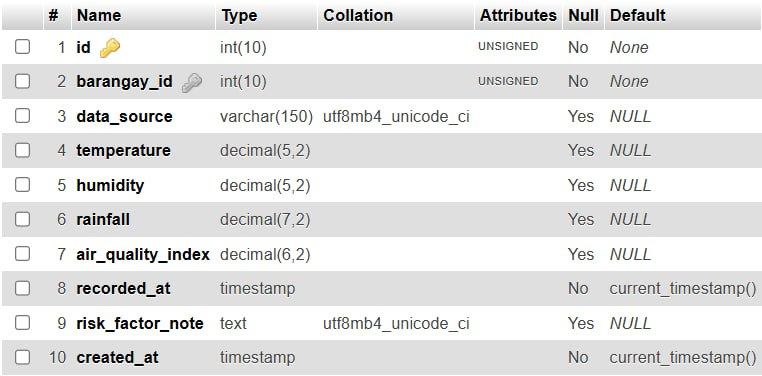 # Name Type Collation Attributes Null Default
1 id int(10) UNSIGNED No None
2 barangay_id int(10) UNSIGNED No None
3 data_source varchar(150) utf8mb4_unicode_ci Yes NULL
4 temperature decimal(5,2) Yes NULL
5 humidity decimal(5,2) Yes NULL
6 rainfall decimal(7,2) Yes NULL
7 air_quality_index decimal(6,2) Yes NULL
8 recorded_at timestamp No current_timestamp()
9 risk_factor_note text utf8mb4_unicode_ci Yes NULL
10 created_at timestamp No current_timestamp()